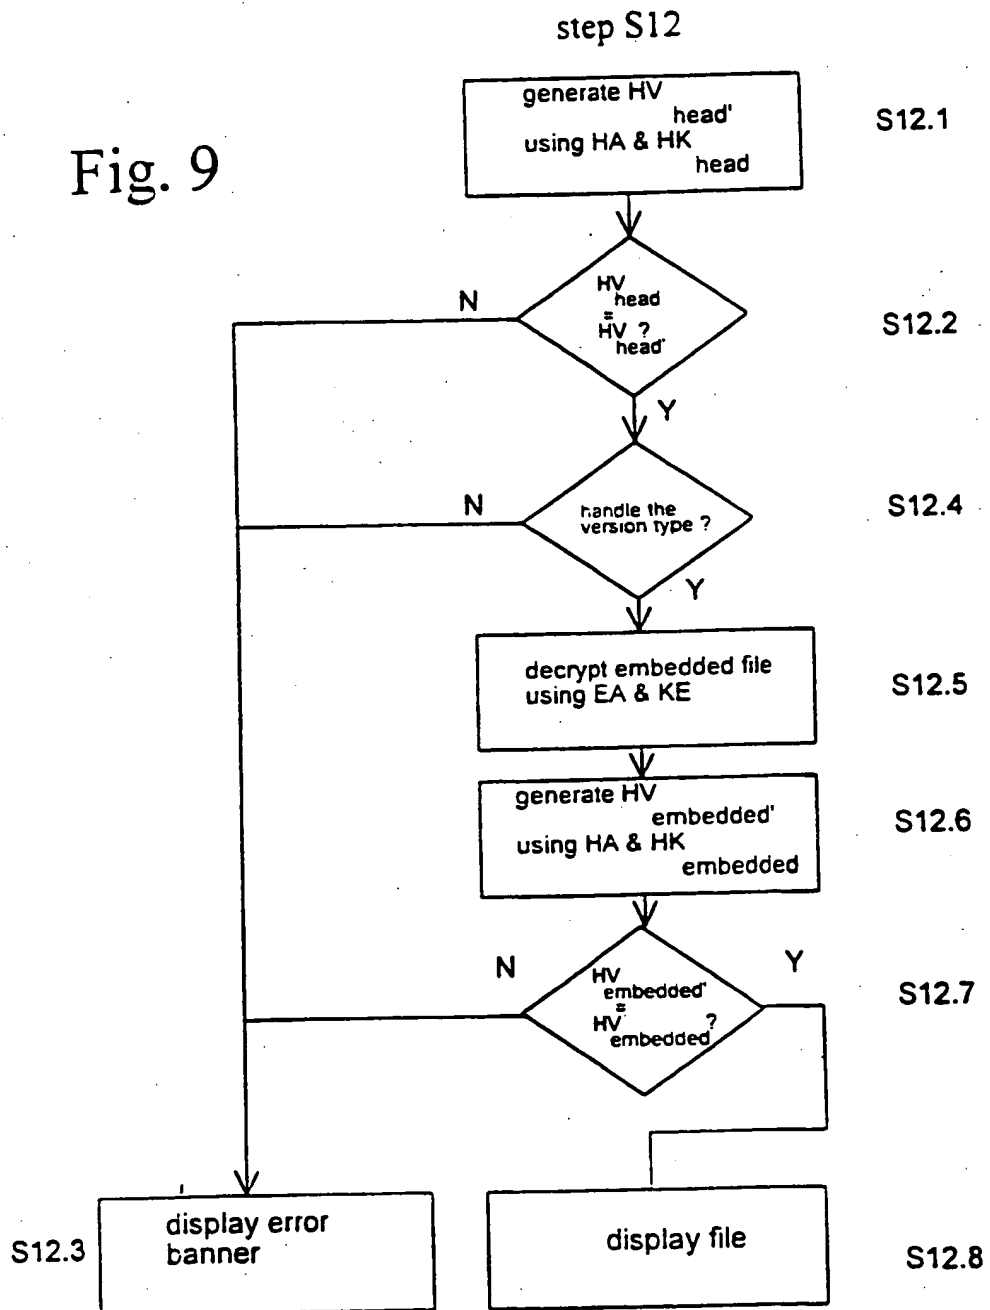 step S12
Fig. 9
generate HV
head'
using HA & HK
head
S12.1
HV
head
=
HV ?
head'
N
Y
S12.2
handle the
version type ?
N
Y
S12.4
decrypt embedded file
using EA & KE
S12.5
generate HV
embedded'
using HA & HK
embedded
S12.6
N
Y
HV
embedded'
=
HV ?
embedded
S12.7
S12.3
display error
banner
display file
S12.8